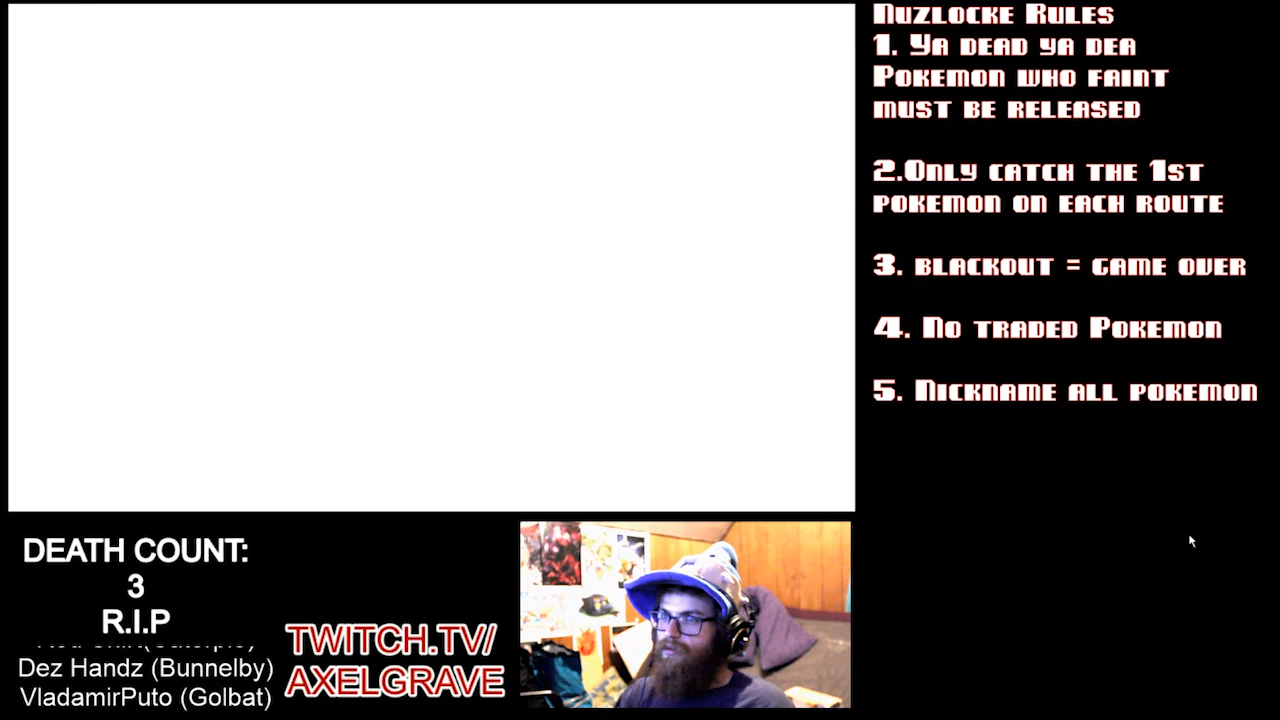 Nuzlocke Rules
1. Ya dead ya dea
Pokemon who faint
must be released
2.Only catch the 1st
pokemon on each route
3. blackout = game over
4. No traded Pokemon
5. Nickname all pokemon
DEATH COUNT:
3
R.I.P
Dez Handz (Bunnelby)
VladamirPuto (Golbat)
TWITCH.TV/
AXELGRAVE